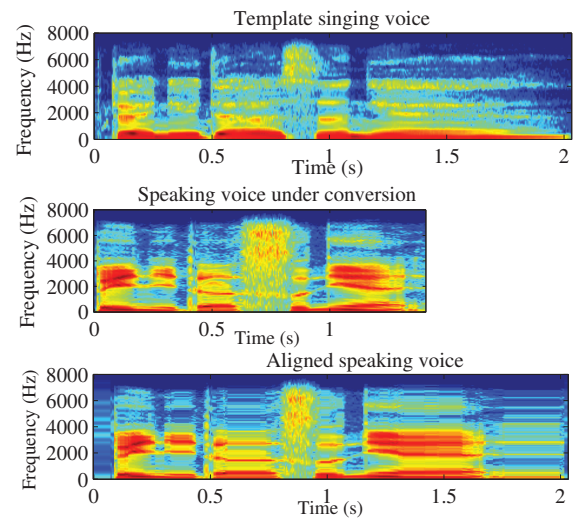 Template singing voice
Frequency (Hz)
8000
6000
4000
2000
0
0 0.5 1 1.5 2
Time (s)
Speaking voice under conversion
Frequency (Hz)
8000
6000
4000
2000
0
0 0.5 1
Time (s)
Aligned speaking voice
Frequency (Hz)
8000
6000
4000
2000
0
0 0.5 1 1.5 2
Time (s)